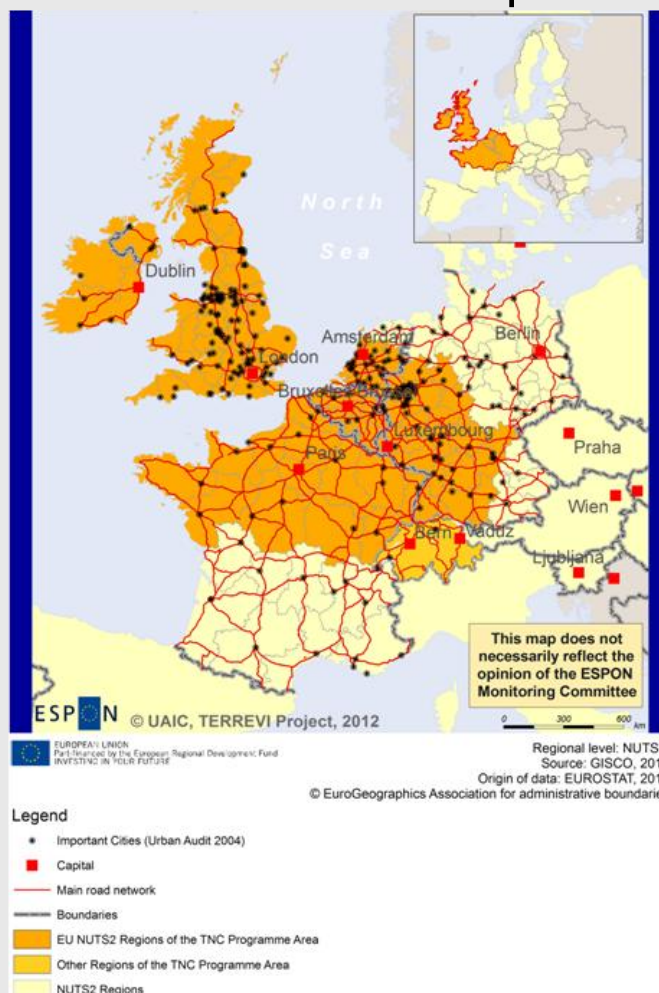 North
Sea
Dublin
London
Amsterdam
Berlin
Luxembourg
Paris
Praha
Wien
Bern
Vaduz
Ljubljana
This map does not
necessarily reflect the
opinion of the ESPON
Monitoring Committee
ESPON
© UAIC, TERREVI Project, 2012
0 300 600
Km
EUROPEAN UNION
Part-financed by the European Regional Development Fund
INVESTING IN YOUR FUTURE
Regional level: NUTS
Source: GISCO, 201
Origin of data: EUROSTAT, 201
© EuroGeographics Association for administrative boundarie
Legend
Important Cities (Urban Audit 2004)
Capital
Main road network
Boundaries
EU NUTS2 Regions of the TNC Programme Area
Other Regions of the TNC Programme Area
NUTS2 Regions